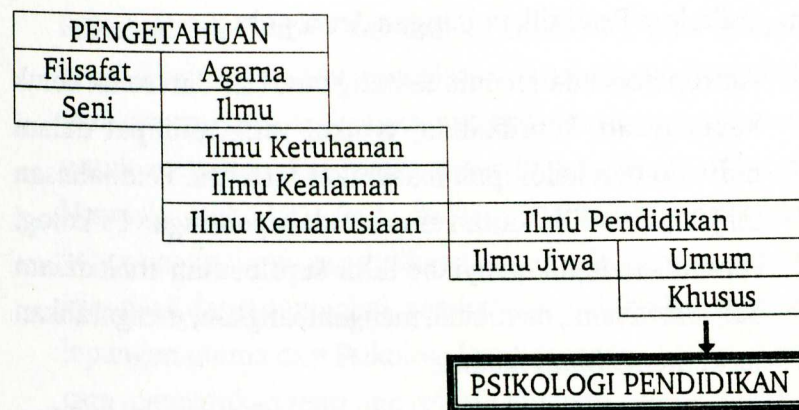 PENGETAHUAN
Filsafat Agama
Seni Ilmu
Ilmu Ketuhanan
Ilmu Kealaman
Ilmu Kemanusiaan Ilmu Pendidikan
Ilmu Jiwa Umum
Khusus
PSIKOLOGI PENDIDIKAN